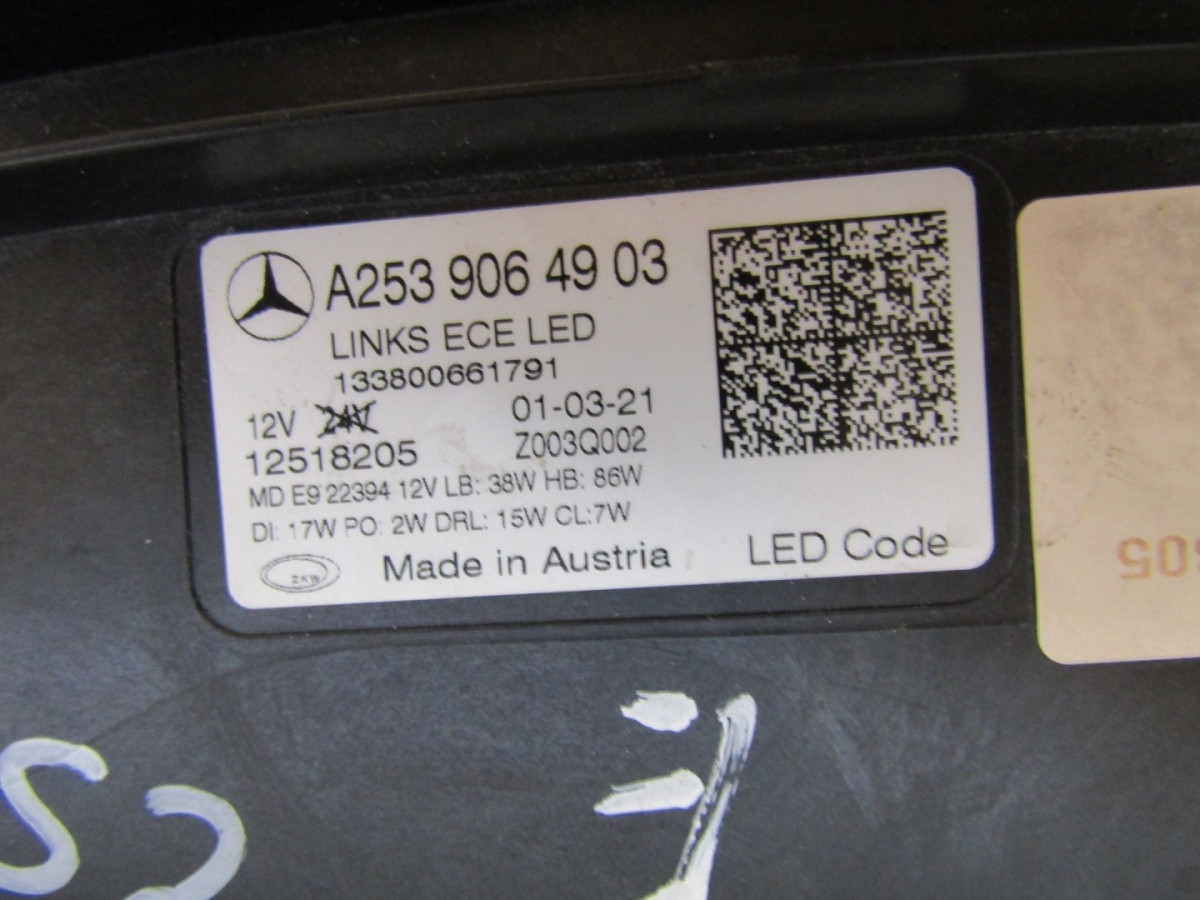 A253 906 49 03
LINKS ECE LED
133800661791
12V 24V 01-03-21
12518205 Z003Q002
MD E9 22394 12V LB: 38W HB: 86W
DI: 17W PO: 2W DRL: 15W CL:7W
ZKW Made in Austria LED Code